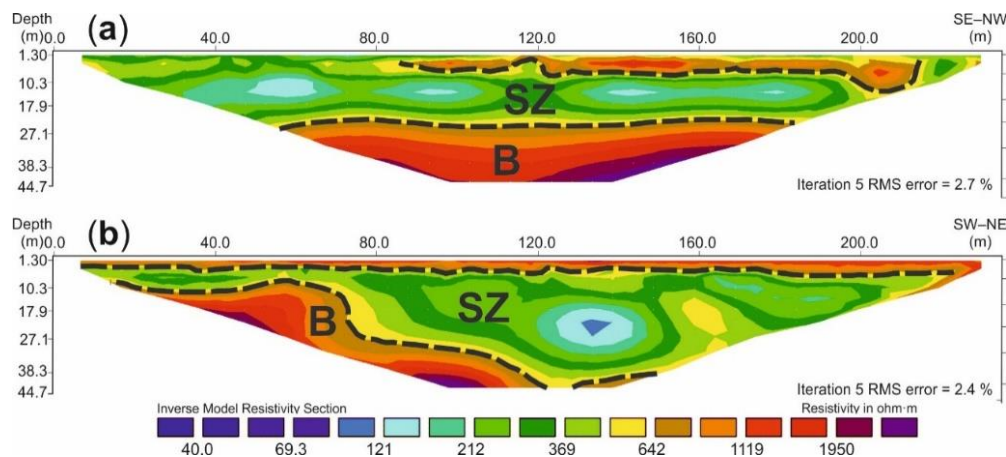 Depth
(m)
(a)
SE–NW
(m)
0.0 40.0 80.0 120.0 160.0 200.0
1.30
10.3
17.9
27.1
38.3
44.7
SZ
B
Iteration 5 RMS error = 2.7 %
Depth
(m)
(b)
SW–NE
(m)
0.0 40.0 80.0 120.0 160.0 200.0
1.30
10.3
17.9
27.1
38.3
44.7
B
SZ
Iteration 5 RMS error = 2.4 %
Inverse Model Resistivity Section
Resistivity in ohm·m
40.0 69.3 121 212 369 642 1119 1950